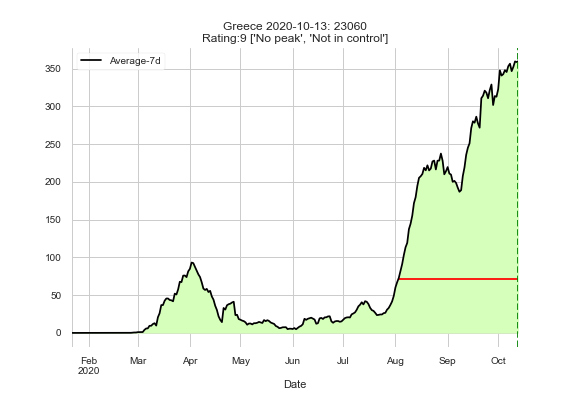 Greece 2020-10-13: 23060
Rating:9 ['No peak', 'Not in control']
Average-7d
350
300
250
200
150
100
50
0
Feb Mar Apr May Jun Jul Aug Sep Oct
2020
Date